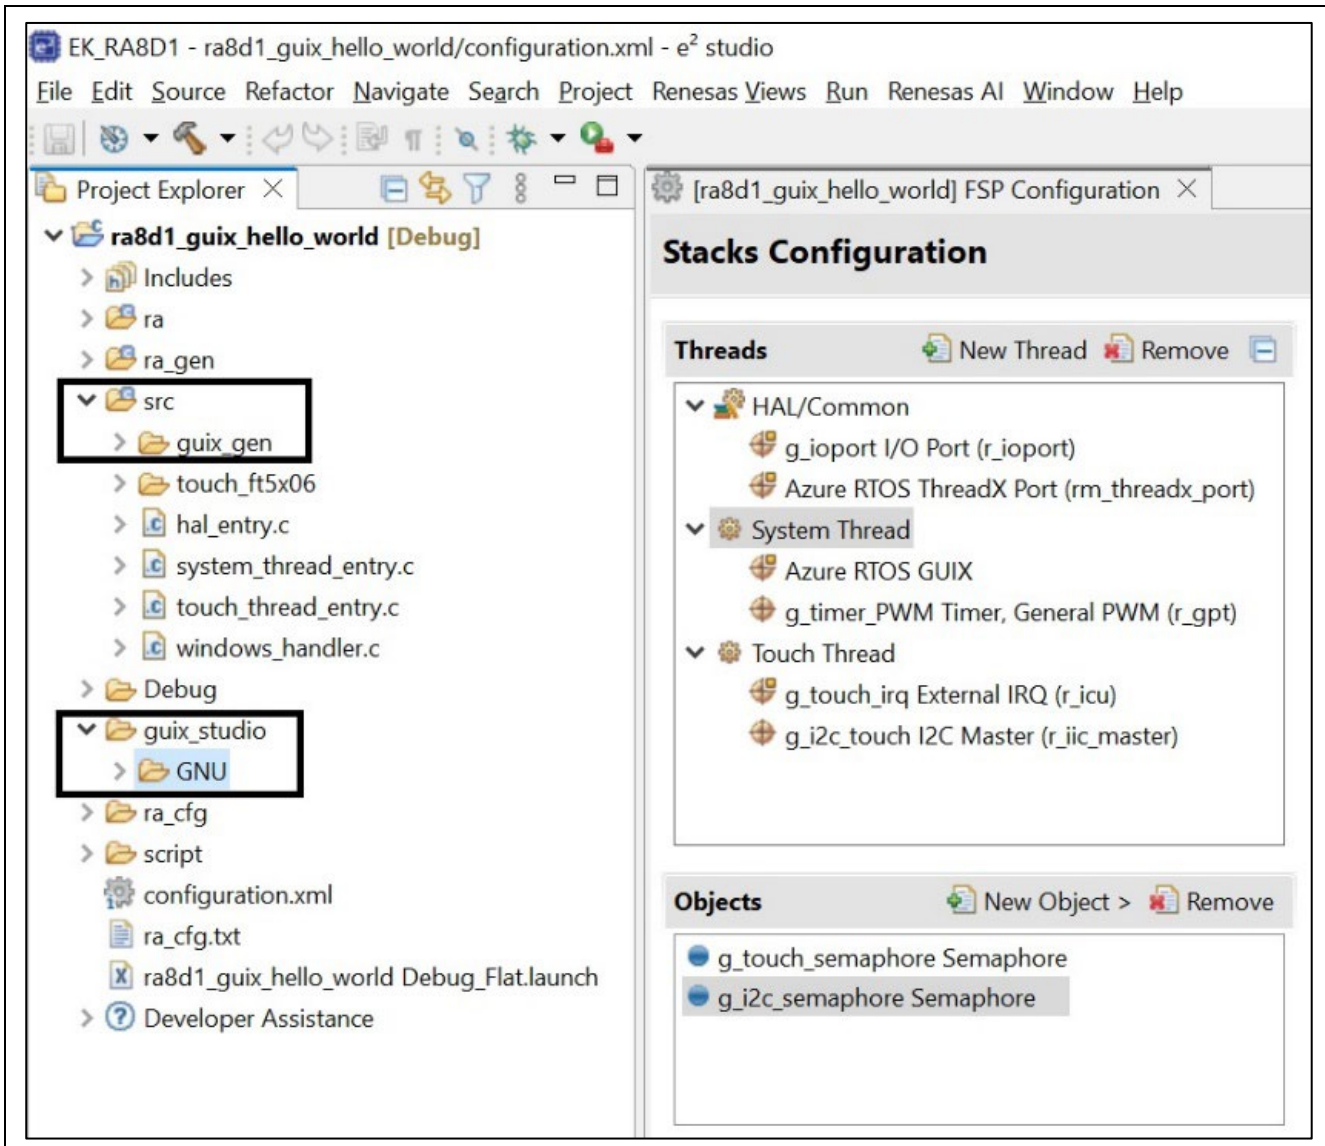 EK_RA8D1 - ra8d1_guix_hello_world/configuration.xml - e² studio
File Edit Source Refactor Navigate Search Project Renesas Views Run Renesas AI Window Help
Project Explorer
ra8d1_guix_hello_world [Debug]
Includes
ra
ra_gen
src
guix_gen
touch_ft5x06
hal_entry.c
system_thread_entry.c
touch_thread_entry.c
windows_handler.c
Debug
guix_studio
GNU
ra_cfg
script
configuration.xml
ra_cfg.txt
ra8d1_guix_hello_world Debug_Flat.launch
Developer Assistance
[ra8d1_guix_hello_world] FSP Configuration
Stacks Configuration
Threads New Thread Remove
HAL/Common
g_ioport I/O Port (r_ioport)
Azure RTOS ThreadX Port (rm_threadx_port)
System Thread
Azure RTOS GUIX
g_timer_PWM Timer, General PWM (r_gpt)
Touch Thread
g_touch_irq External IRQ (r_icu)
g_i2c_touch I2C Master (r_iic_master)
Objects New Object > Remove
g_touch_semaphore Semaphore
g_i2c_semaphore Semaphore